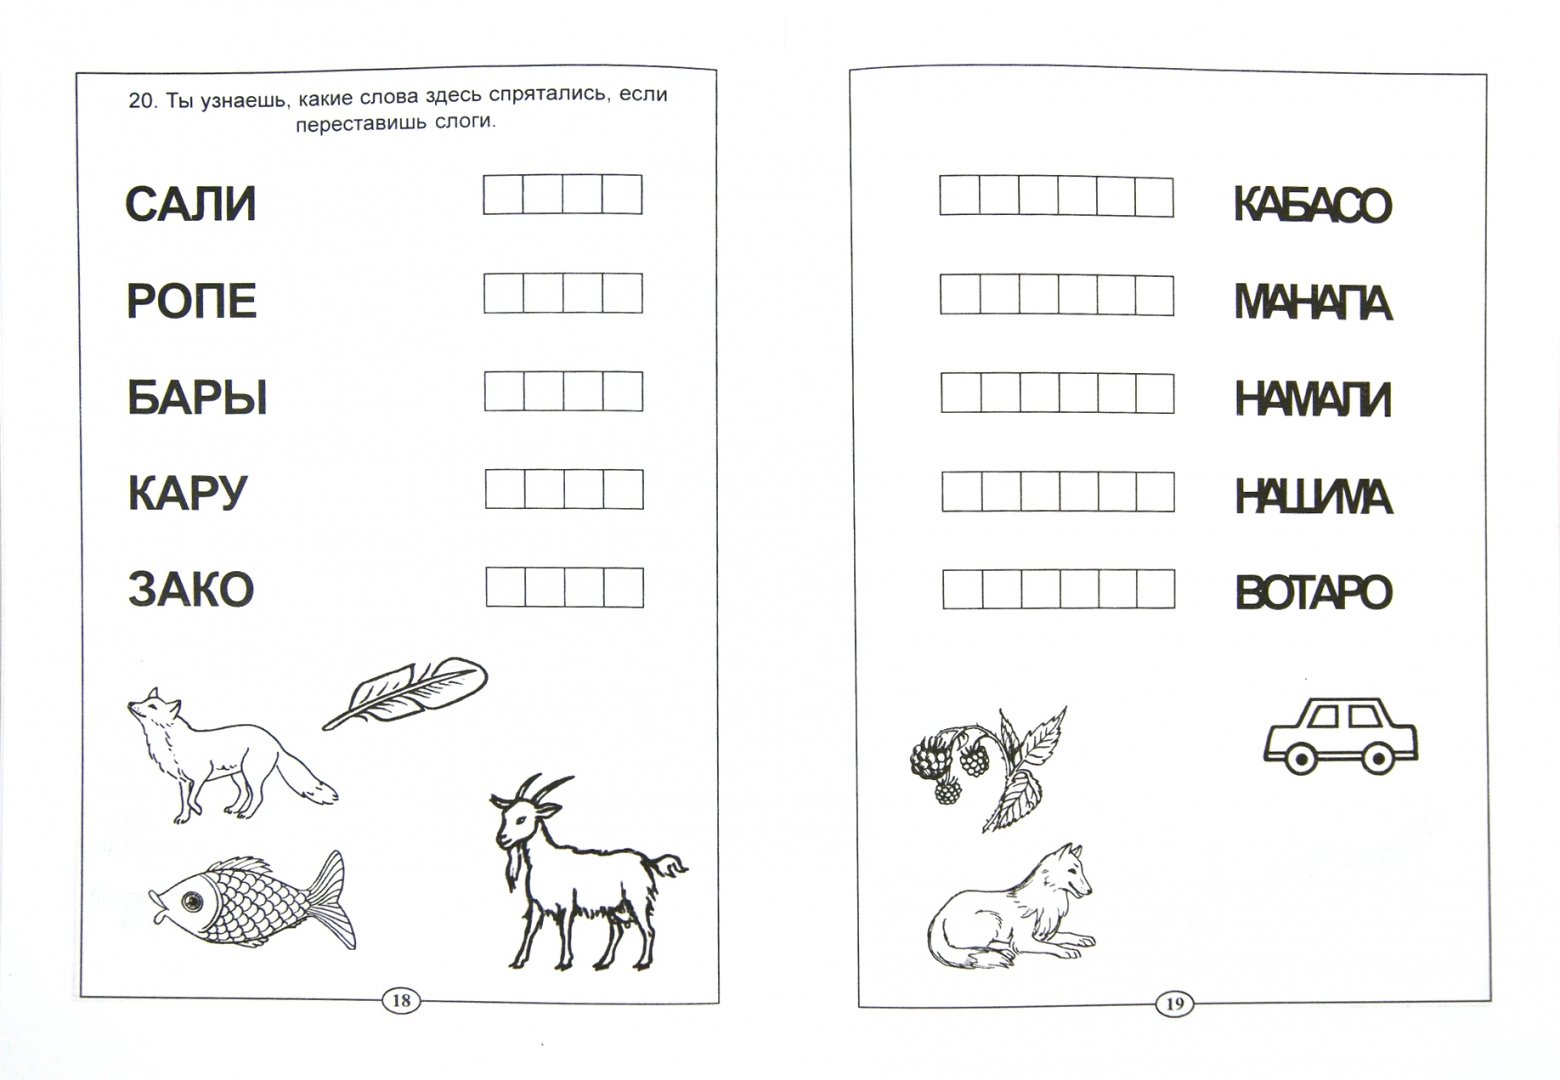 20. Ты узнаешь, какие слова здесь спрятались, если
переставишь слоги.
САЛИ
РОПЕ
БАРЫ
КАРУ
ЗАКО
18
КАБАСО
МАНАПА
НАМАЛИ
НАШИМА
ВОТАРО
19